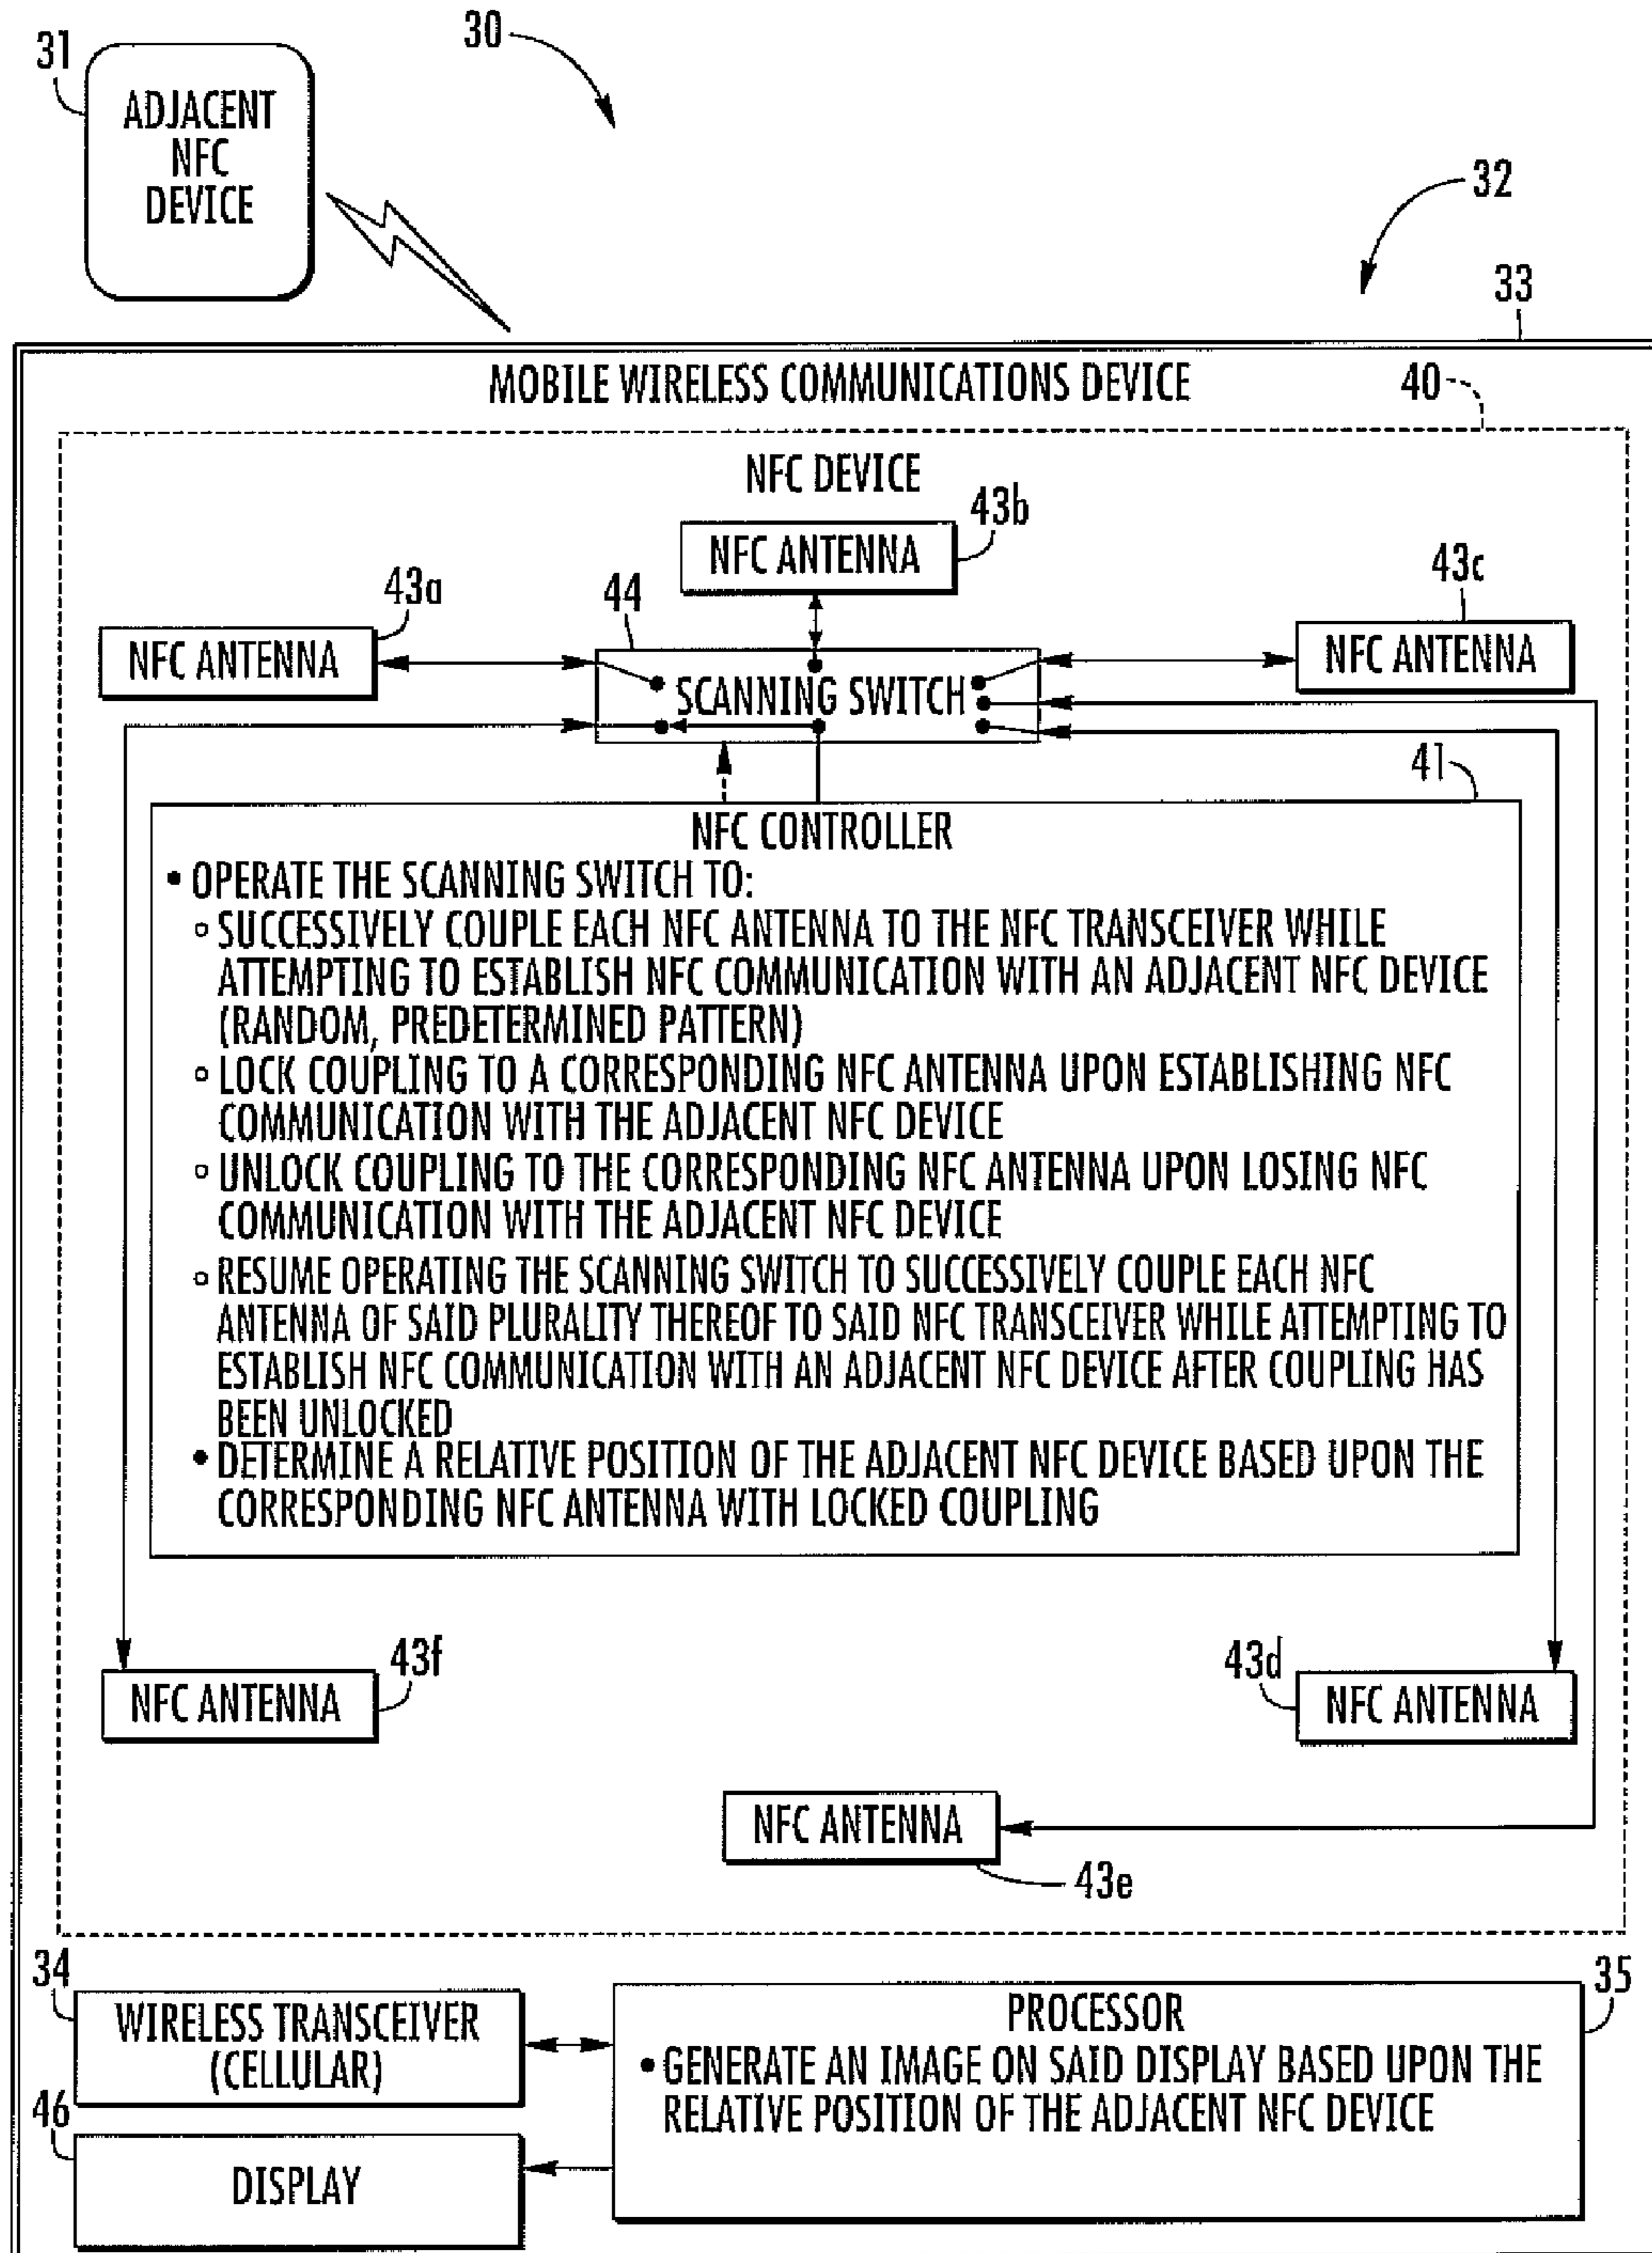 31
30
ADJACENT
NFC
DEVICE
32
33
MOBILE WIRELESS COMMUNICATIONS DEVICE
40
NFC DEVICE
43b
NFC ANTENNA
43a
44
43c
NFC ANTENNA
NFC ANTENNA
SCANNING SWITCH
41
NFC CONTROLLER
• OPERATE THE SCANNING SWITCH TO:
○ SUCCESSIVELY COUPLE EACH NFC ANTENNA TO THE NFC TRANSCEIVER WHILE
ATTEMPTING TO ESTABLISH NFC COMMUNICATION WITH AN ADJACENT NFC DEVICE
(RANDOM, PREDETERMINED PATTERN)
○ LOCK COUPLING TO A CORRESPONDING NFC ANTENNA UPON ESTABLISHING NFC
COMMUNICATION WITH THE ADJACENT NFC DEVICE
○ UNLOCK COUPLING TO THE CORRESPONDING NFC ANTENNA UPON LOSING NFC
COMMUNICATION WITH THE ADJACENT NFC DEVICE
○ RESUME OPERATING THE SCANNING SWITCH TO SUCCESSIVELY COUPLE EACH NFC
ANTENNA OF SAID PLURALITY THEREOF TO SAID NFC TRANSCEIVER WHILE ATTEMPTING TO
ESTABLISH NFC COMMUNICATION WITH AN ADJACENT NFC DEVICE AFTER COUPLING HAS
BEEN UNLOCKED
• DETERMINE A RELATIVE POSITION OF THE ADJACENT NFC DEVICE BASED UPON THE
CORRESPONDING NFC ANTENNA WITH LOCKED COUPLING
43f
43d
NFC ANTENNA
NFC ANTENNA
NFC ANTENNA
43e
34
35
WIRELESS TRANSCEIVER
(CELLULAR)
PROCESSOR
• GENERATE AN IMAGE ON SAID DISPLAY BASED UPON THE
RELATIVE POSITION OF THE ADJACENT NFC DEVICE
46
DISPLAY